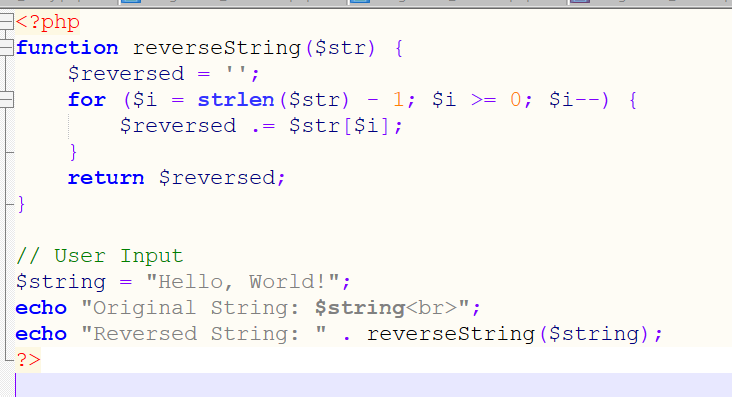 <?php
function reverseString($str) {
    $reversed = '';
    for ($i = strlen($str) - 1; $i >= 0; $i--) {
        $reversed .= $str[$i];
    }
    return $reversed;
}

// User Input
$string = "Hello, World!";
echo "Original String: $string<br>";
echo "Reversed String: " . reverseString($string);
?>